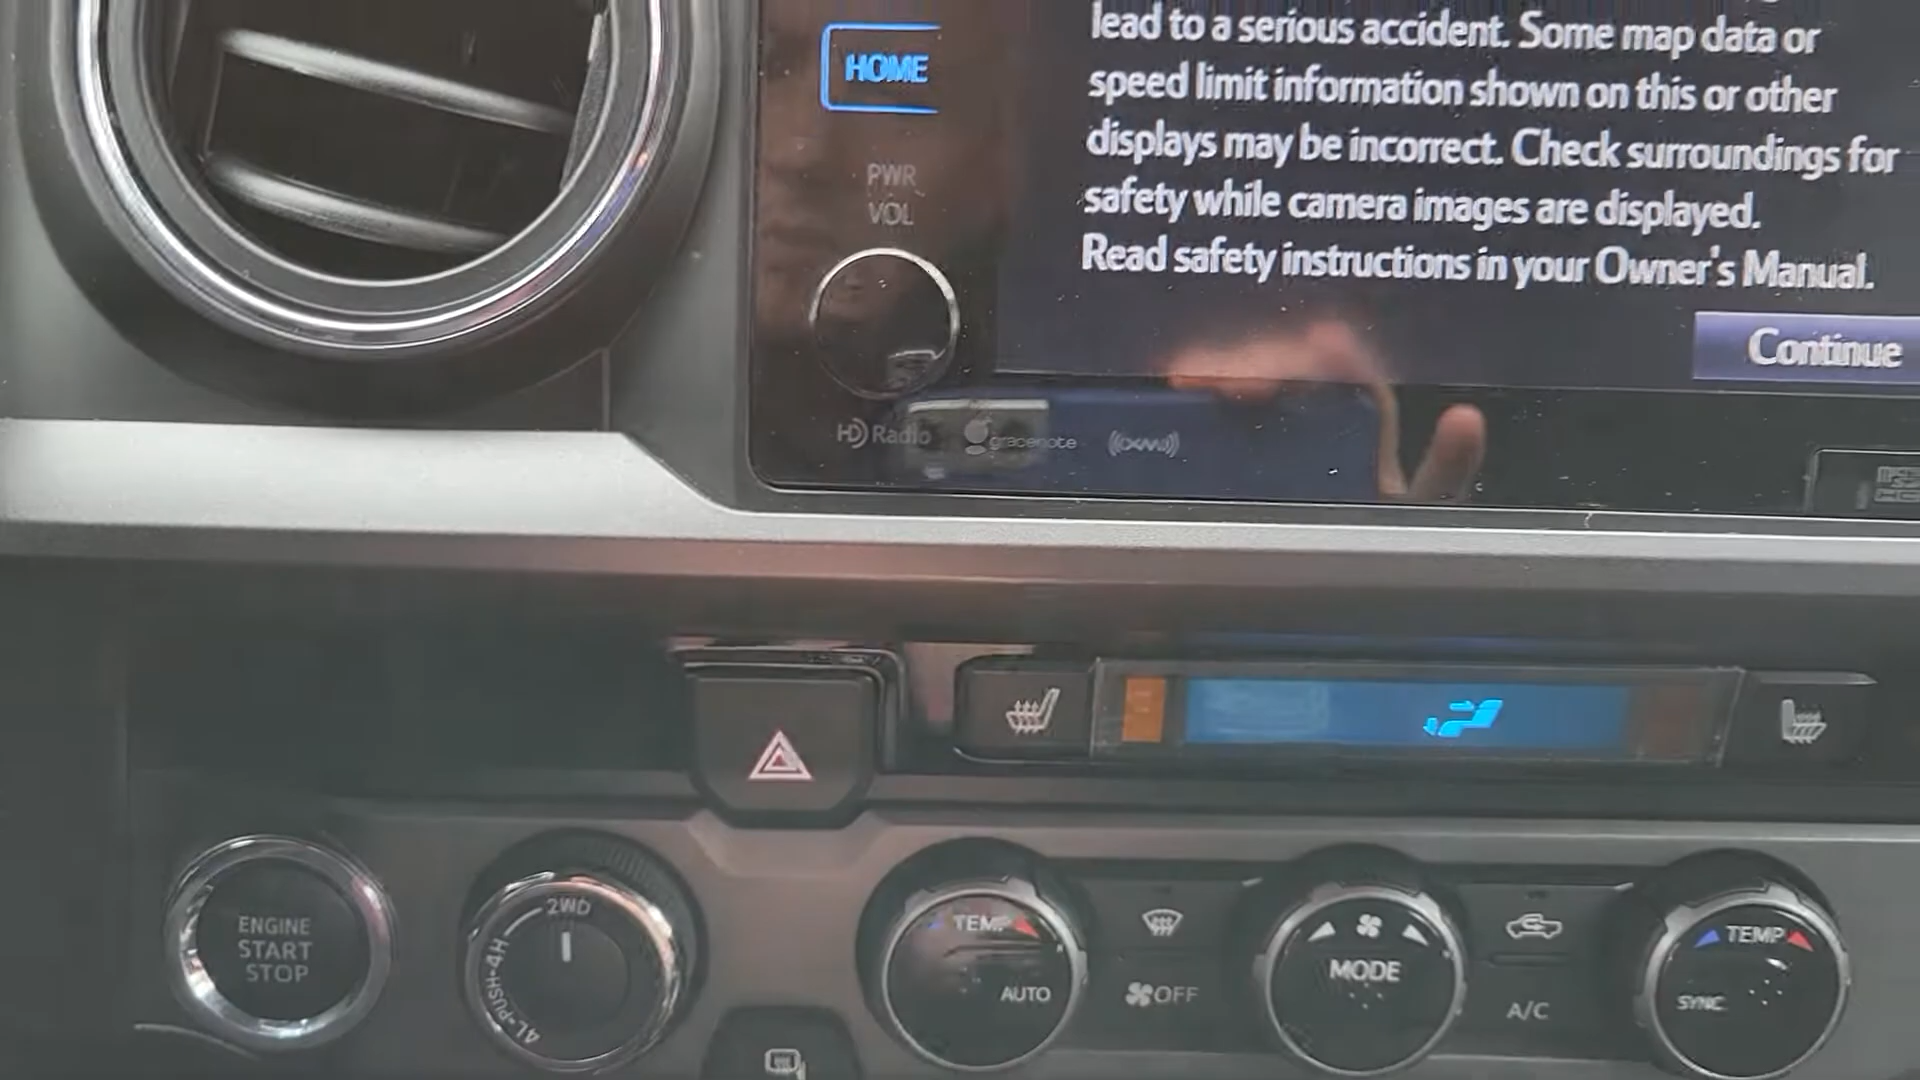 HOME
lead to a serious accident. Some map data or
speed limit information shown on this or other
displays may be incorrect. Check surroundings for
safety while camera images are displayed.
Read safety instructions in your Owner's Manual.
Continue
PWR
VOL
HD Radio
gracenote
((XM))
ENGINE
START
STOP
2WD
4L-PUSH-4H
TEMP
AUTO
OFF
MODE
A/C
TEMP
SYNC